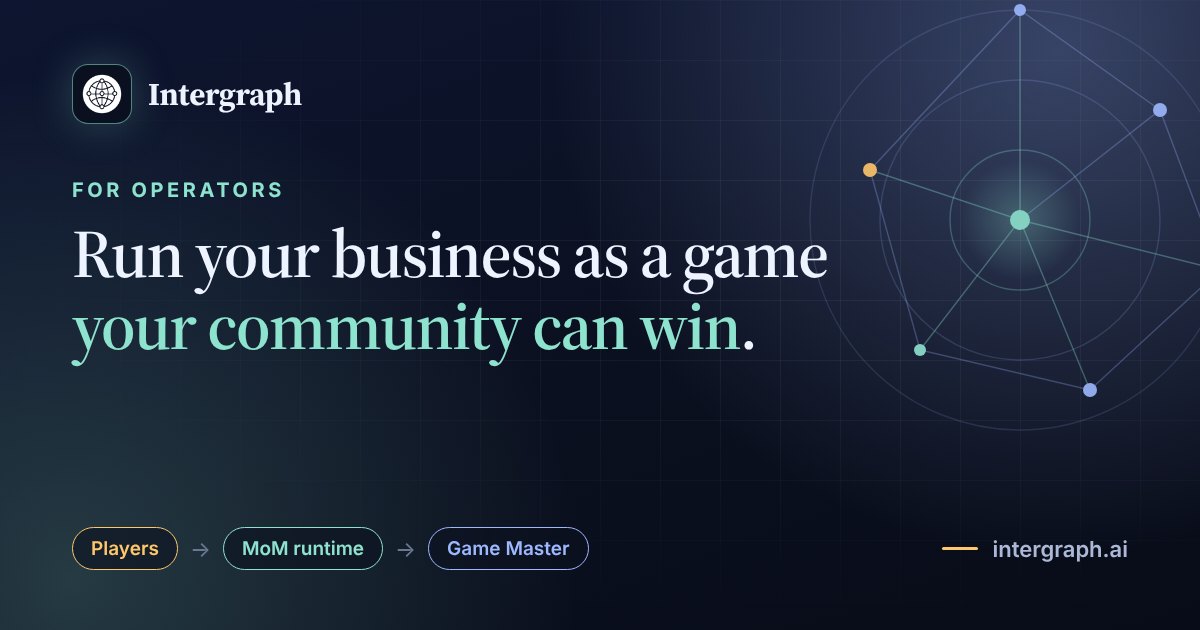 Intergraph
FOR OPERATORS
Run your business as a game
your community can win.
Players → MoM runtime → Game Master
intergraph.ai